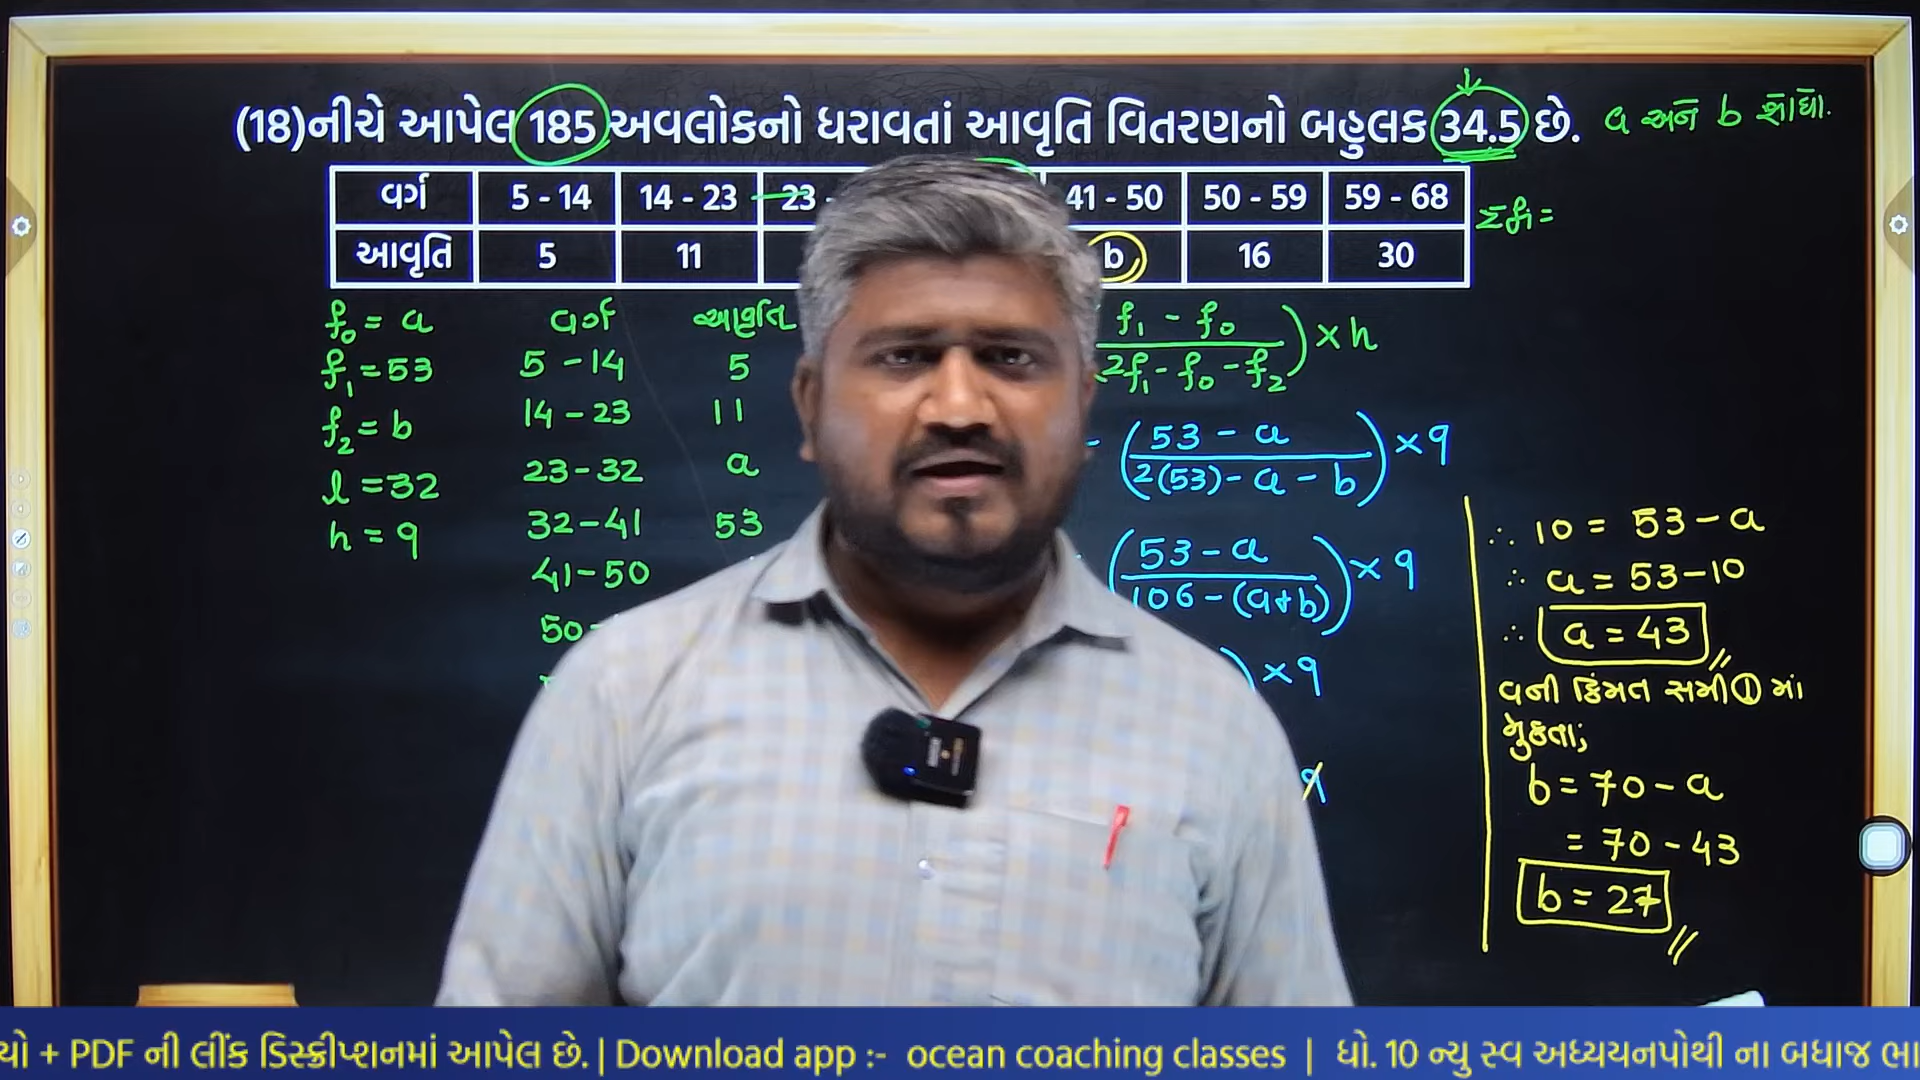 (18)નીચે આપેલ 185 અવલોકનો ધરાવતાં આવૃતિ વિતરણનો બહુલક 34.5 છે. a અને b શોધો.
વર્ગ 5 - 14 14 - 23 23 - 41 - 50 50 - 59 59 - 68
આવૃતિ 5 11 b 16 30
Σfi =
f0 = a
f1 = 53
f2 = b
l = 32
h = 9
વર્ગ આવૃતિ
5 - 14 5
14 - 23 11
23 - 32 a
32 - 41 53
41 - 50
50 -
f1 - f0
2f1 - f0 - f2 ) × h
( 53 - a
2(53) - a - b ) × 9
( 53 - a
106 - (a+b) ) × 9
) × 9
9
∴ 10 = 53 - a
∴ a = 53 - 10
∴ a = 43
કિંમત સમી ① માં
મુકતા;
b = 70 - a
= 70 - 43
b = 27
યો + PDF ની લીંક ડિસ્ક્રીપ્શનમાં આપેલ છે. | Download app :- ocean coaching classes | ધો. 10 ન્યુ સ્વ અધ્યયનપોથી ના બધાજ ભા